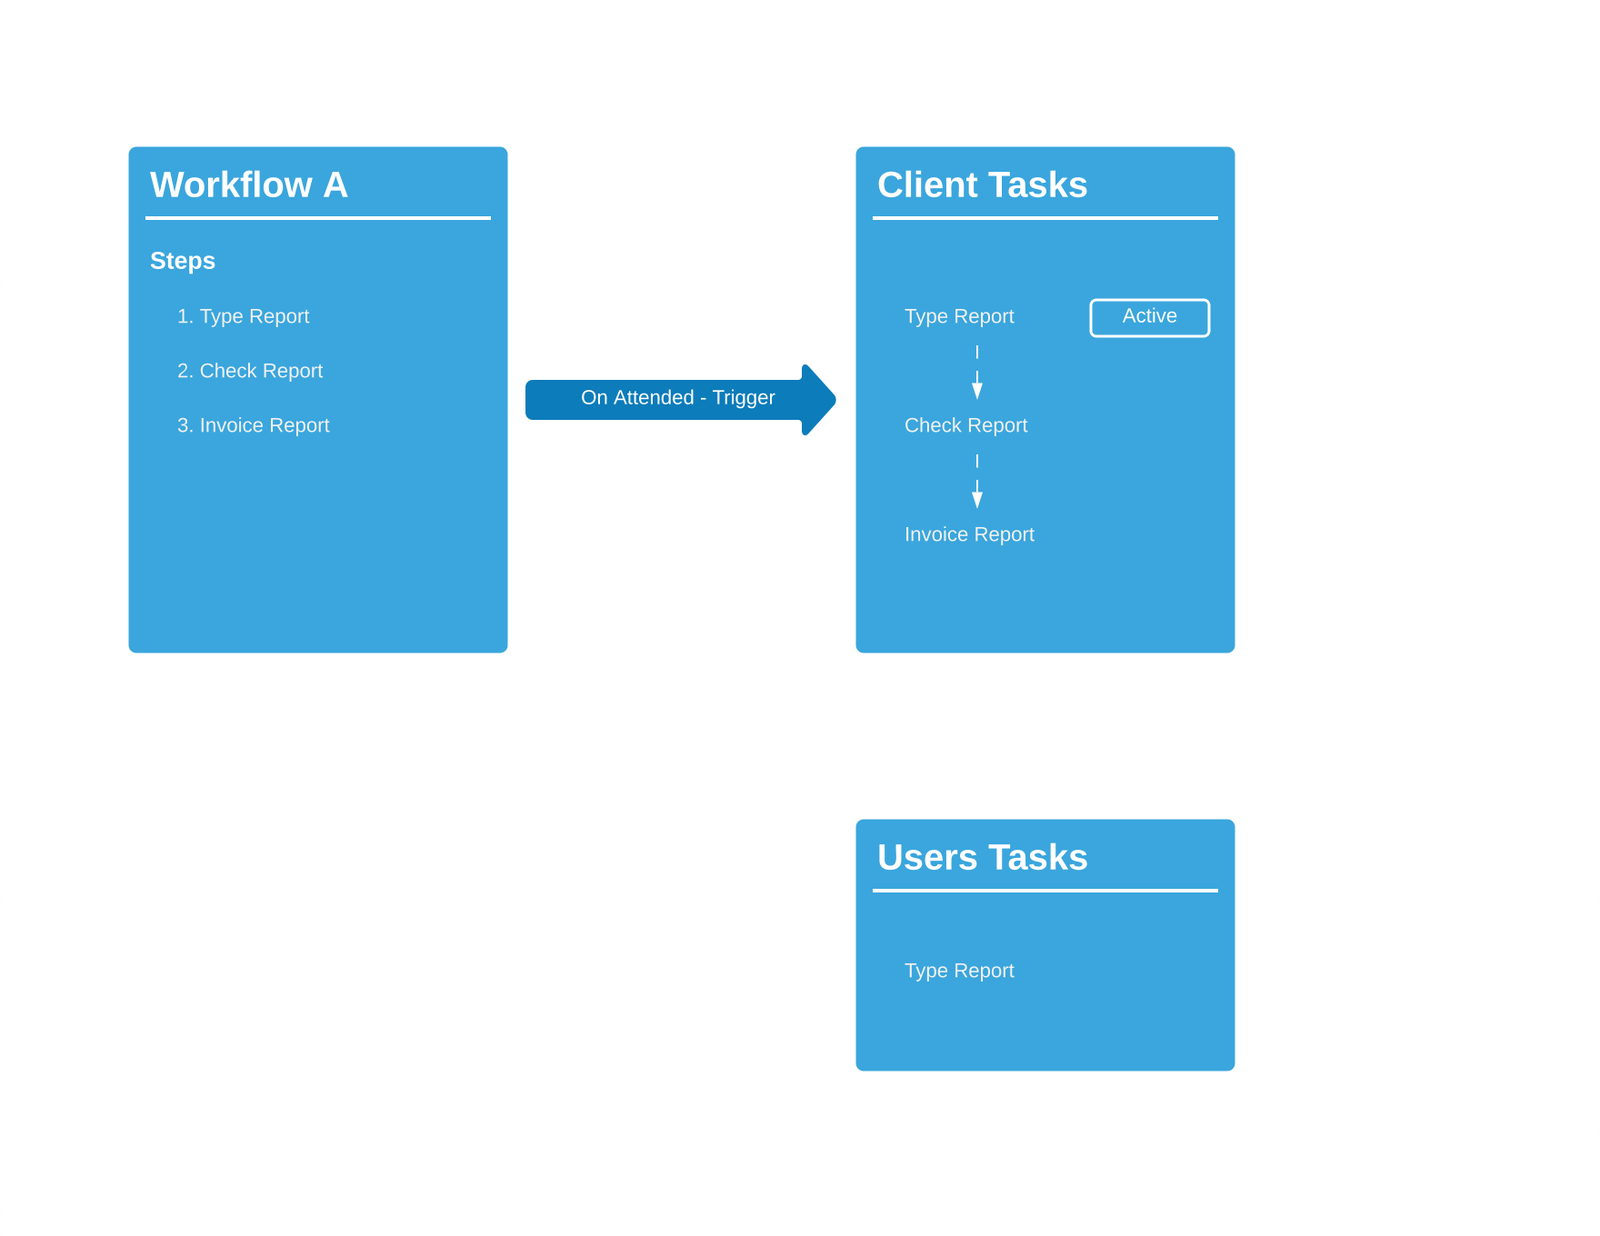 Workflow A
Steps
1. Type Report
2. Check Report
3. Invoice Report
On Attended - Trigger
Client Tasks
Type Report
Active
Check Report
Invoice Report
Users Tasks
Type Report